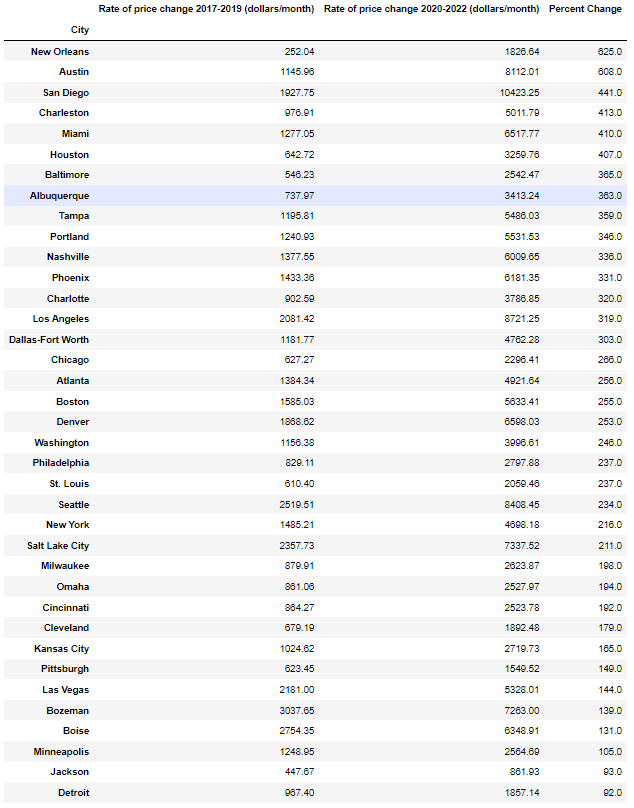 Rate of price change 2017-2019 (dollars/month) Rate of price change 2020-2022 (dollars/month) Percent Change
City
New Orleans 252.04 1826.64 625.0
Austin 1145.96 8112.01 608.0
San Diego 1927.75 10423.25 441.0
Charleston 976.91 5011.79 413.0
Miami 1277.05 6517.77 410.0
Houston 642.72 3259.76 407.0
Baltimore 546.23 2542.47 365.0
Albuquerque 737.97 3413.24 363.0
Tampa 1195.81 5486.03 359.0
Portland 1240.93 5531.53 346.0
Nashville 1377.55 6009.65 336.0
Phoenix 1433.36 6181.35 331.0
Charlotte 902.59 3786.85 320.0
Los Angeles 2081.42 8721.25 319.0
Dallas-Fort Worth 1181.77 4762.28 303.0
Chicago 627.27 2296.41 266.0
Atlanta 1384.34 4921.64 256.0
Boston 1585.03 5633.41 255.0
Denver 1868.62 6598.03 253.0
Washington 1156.38 3996.61 246.0
Philadelphia 829.11 2797.88 237.0
St. Louis 610.40 2059.46 237.0
Seattle 2519.51 8408.45 234.0
New York 1485.21 4698.18 216.0
Salt Lake City 2357.73 7337.52 211.0
Milwaukee 879.91 2623.87 198.0
Omaha 861.06 2527.97 194.0
Cincinnati 864.27 2523.78 192.0
Cleveland 679.19 1892.48 179.0
Kansas City 1024.62 2719.73 165.0
Pittsburgh 623.45 1549.52 149.0
Las Vegas 2181.00 5328.01 144.0
Bozeman 3037.65 7263.00 139.0
Boise 2754.35 6348.91 131.0
Minneapolis 1248.95 2564.69 105.0
Jackson 447.67 861.93 93.0
Detroit 967.40 1857.14 92.0